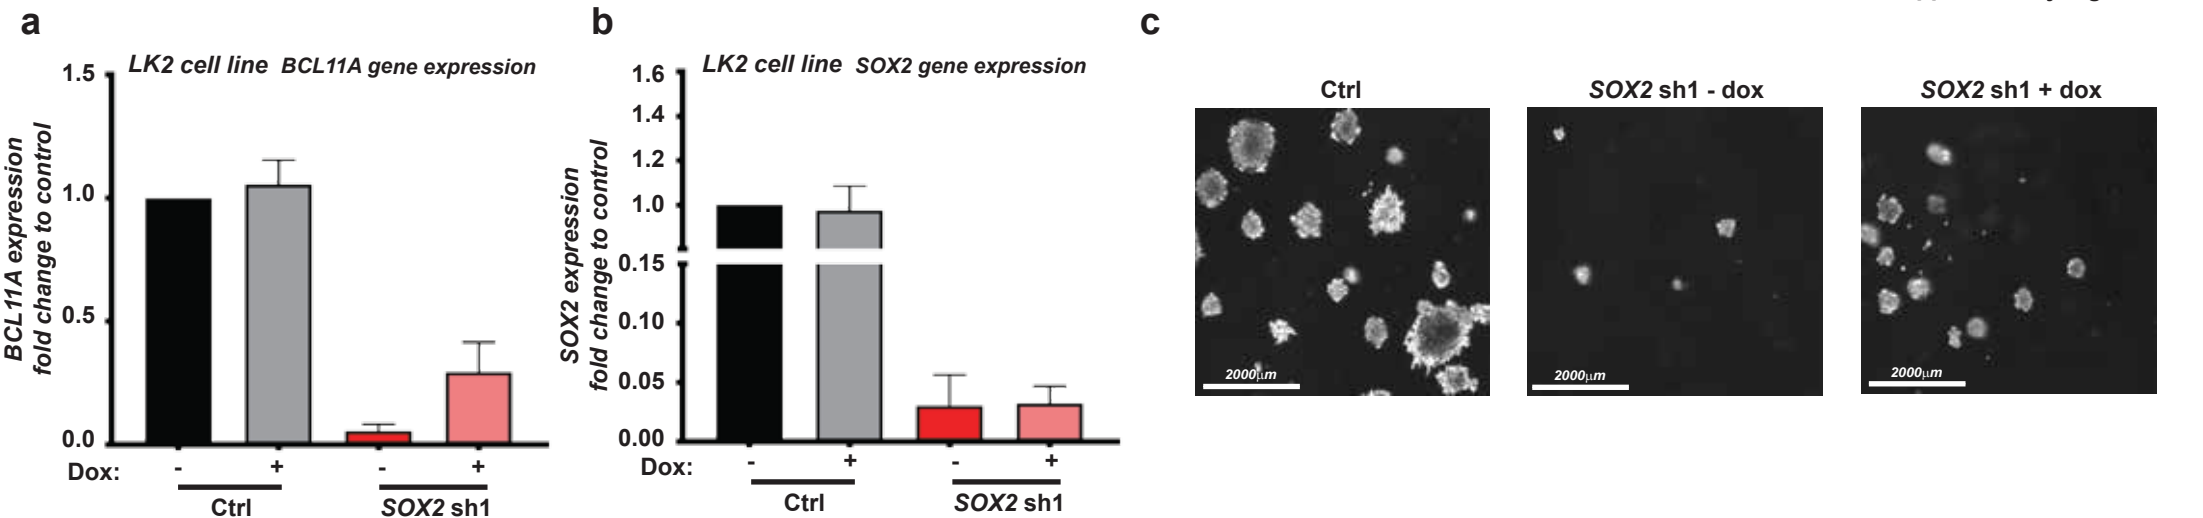 a
LK2 cell line BCL11A gene expression
BCL11A expression
fold change to control
1.5
1.0
0.5
0.0
Dox: - + - +
Ctrl SOX2 sh1
b
LK2 cell line SOX2 gene expression
SOX2 expression
fold change to control
1.6
1.4
1.2
1.0
0.15
0.10
0.05
0.00
Dox: - + - +
Ctrl SOX2 sh1
c
Ctrl SOX2 sh1 - dox SOX2 sh1 + dox
2000μm 2000μm 2000μm